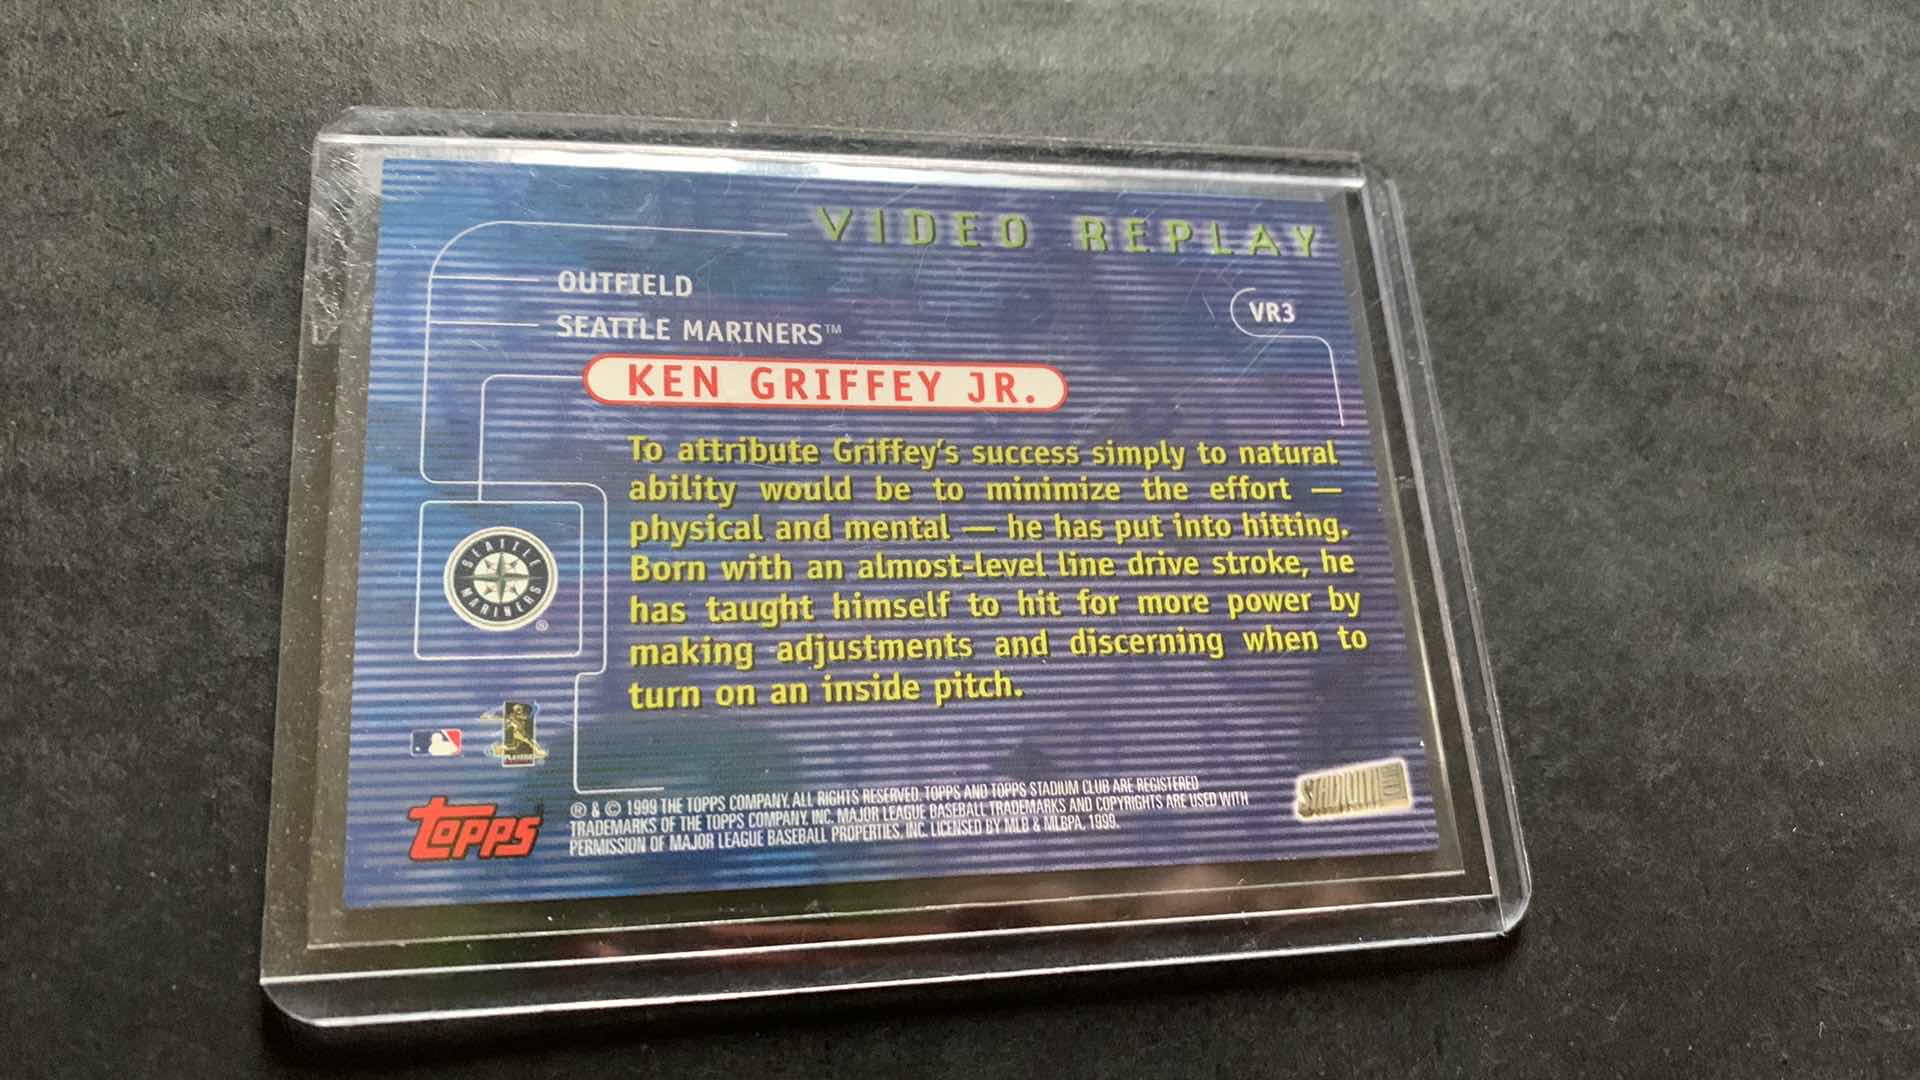 VIDEO REPLAY
OUTFIELD
VR3
SEATTLE MARINERS™
KEN GRIFFEY JR.
To attribute Griffey's success simply to natural
ability would be to minimize the effort —
physical and mental — he has put into hitting.
Born with an almost-level line drive stroke, he
has taught himself to hit for more power by
making adjustments and discerning when to
turn on an inside pitch.
SEATTLE
MARINERS
®
PLAYERS
STADIUM
Topps
® & © 1999 THE TOPPS COMPANY. ALL RIGHTS RESERVED. TOPPS AND TOPPS STADIUM CLUB ARE REGISTERED
TRADEMARKS OF THE TOPPS COMPANY, INC. MAJOR LEAGUE BASEBALL TRADEMARKS AND COPYRIGHTS ARE USED WITH
PERMISSION OF MAJOR LEAGUE BASEBALL PROPERTIES, INC. LICENSED BY MLB & MLBPA, 1999.